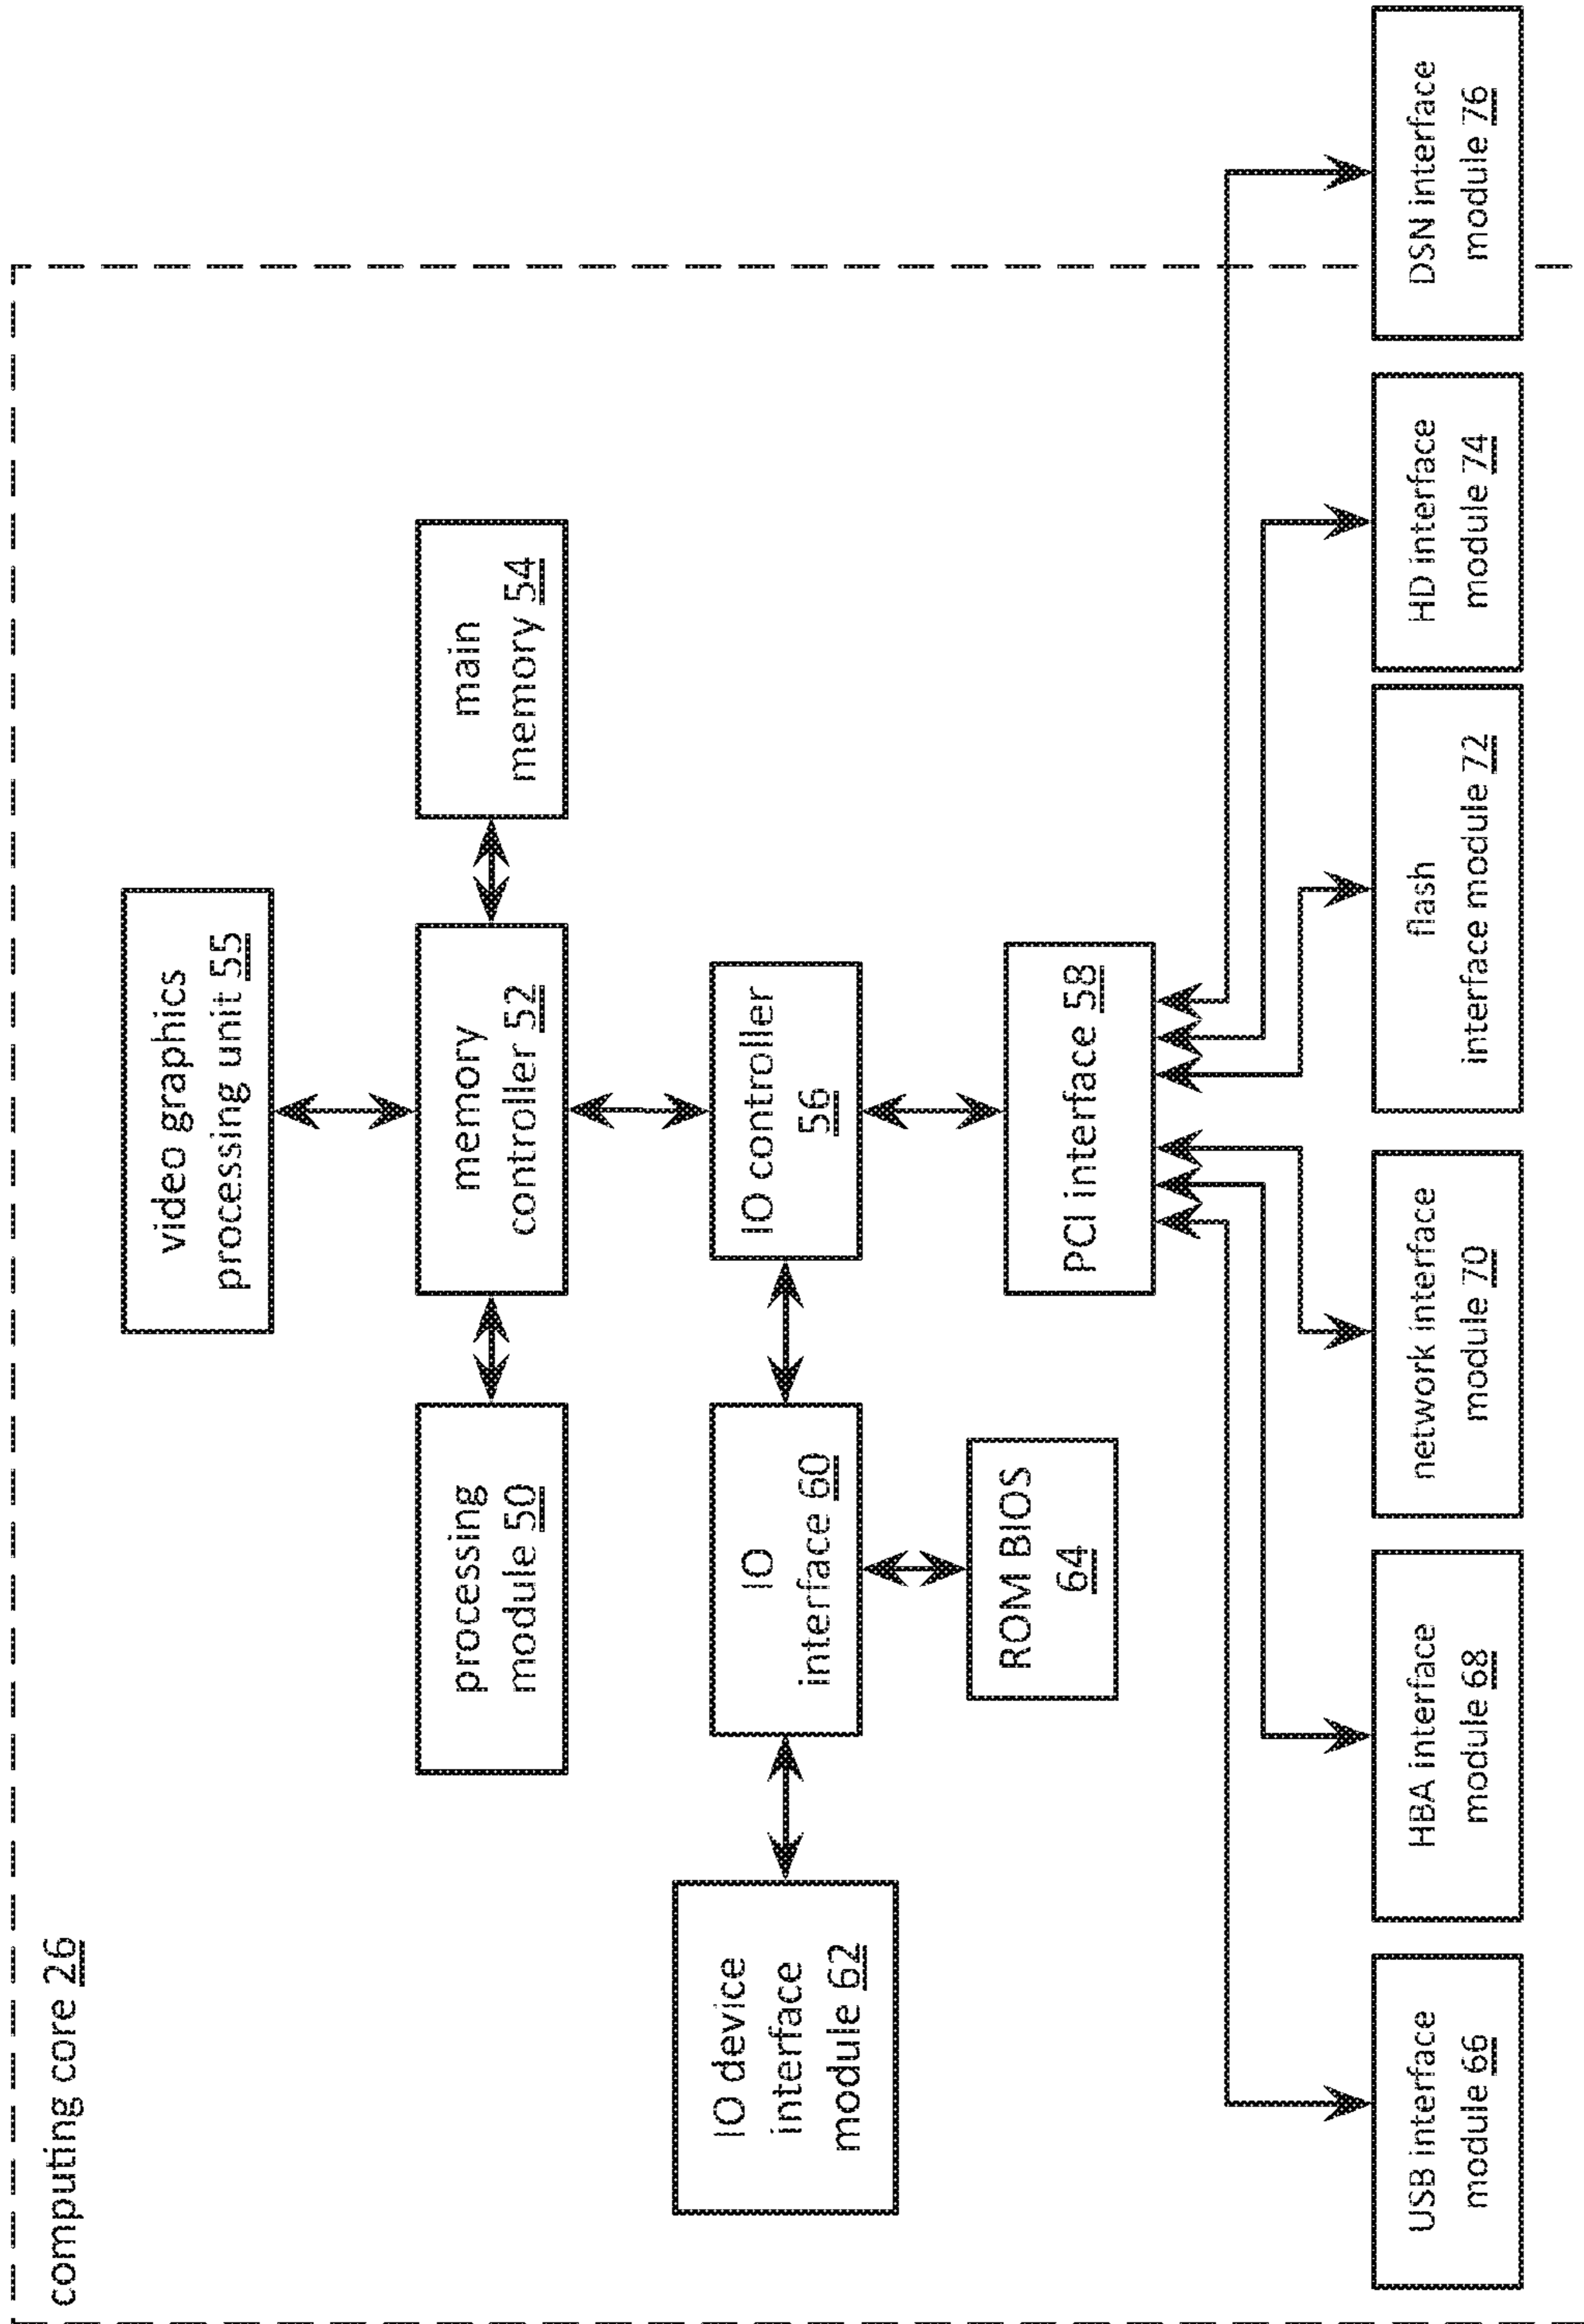 computing core 26
video graphics
processing unit 55
processing
module 50
memory
controller 52
main
memory 54
IO device
interface
module 62
IO
interface 60
IO controller
56
ROM BIOS
64
PCI interface 58
USB interface
module 66
HBA interface
module 68
network interface
module 70
flash
interface module 72
HD interface
module 74
DSN interface
module 76